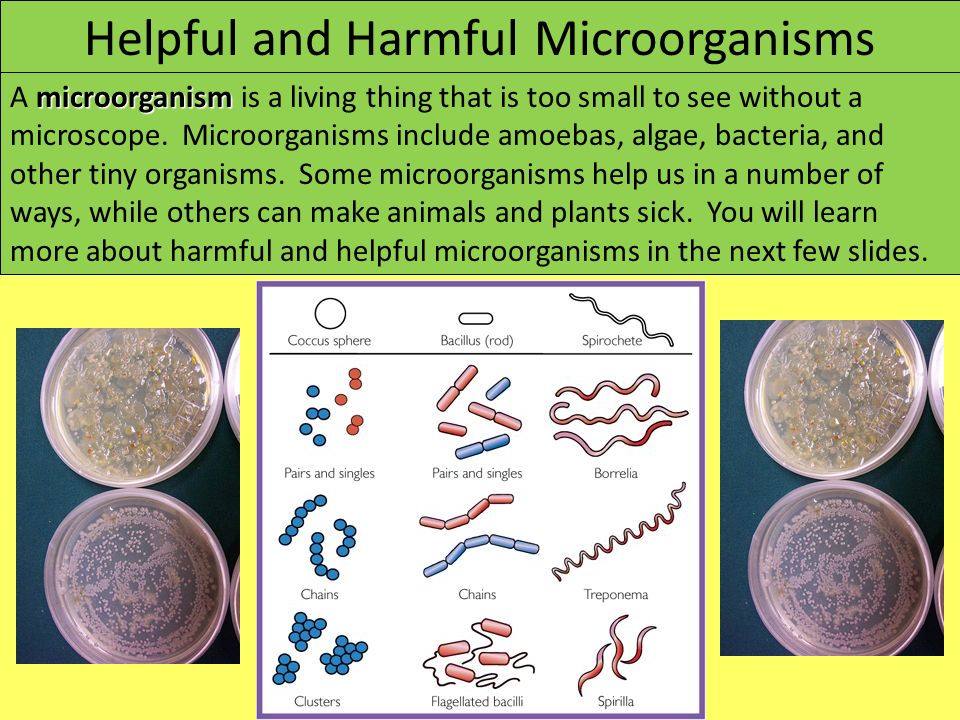 Helpful and Harmful Microorganisms
A microorganism is a living thing that is too small to see without a
microscope. Microorganisms include amoebas, algae, bacteria, and
other tiny organisms. Some microorganisms help us in a number of
ways, while others can make animals and plants sick. You will learn
more about harmful and helpful microorganisms in the next few slides.
Coccus sphere Bacillus (rod) Spirochete
Pairs and singles Pairs and singles Borrelia
Chains Chains Treponema
Clusters Flagellated bacilli Spirilla